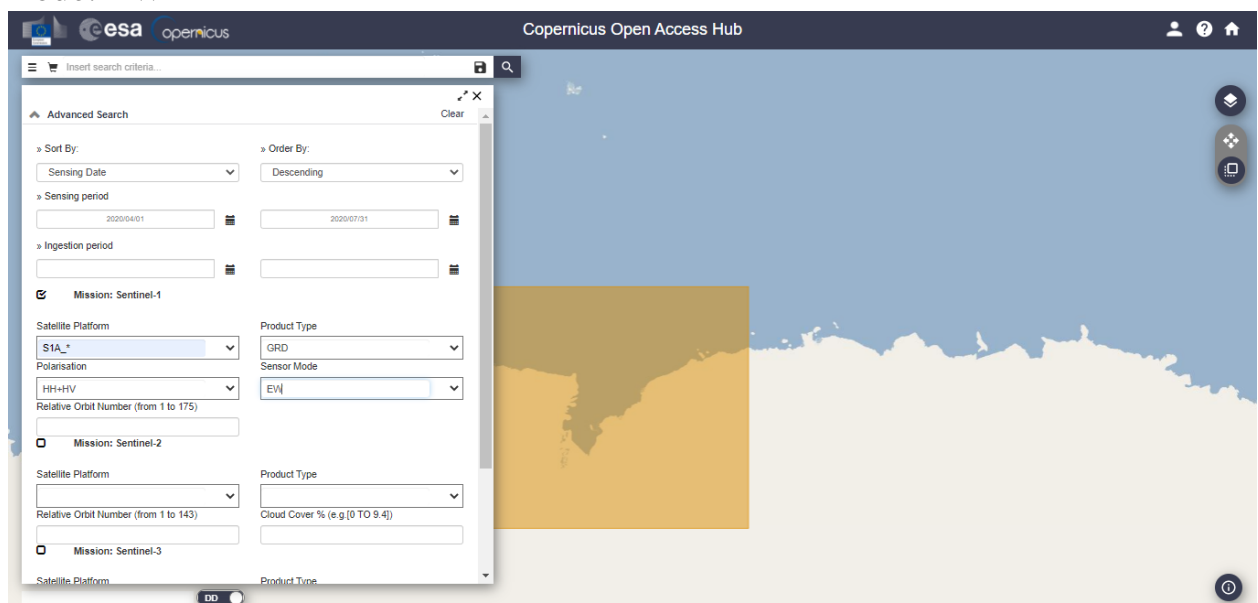 esa opernicus Copernicus Open Access Hub
Insert search criteria...
Advanced Search Clear
» Sort By: » Order By:
Sensing Date Descending
» Sensing period
2020/04/01 2020/07/31
» Ingestion period
Mission: Sentinel-1
Satellite Platform Product Type
S1A_* GRD
Polarisation Sensor Mode
HH+HV EW
Relative Orbit Number (from 1 to 175)
Mission: Sentinel-2
Satellite Platform Product Type
Relative Orbit Number (from 1 to 143) Cloud Cover % (e.g.[0 TO 9.4])
Mission: Sentinel-3
Satellite Platform Product Type
DD